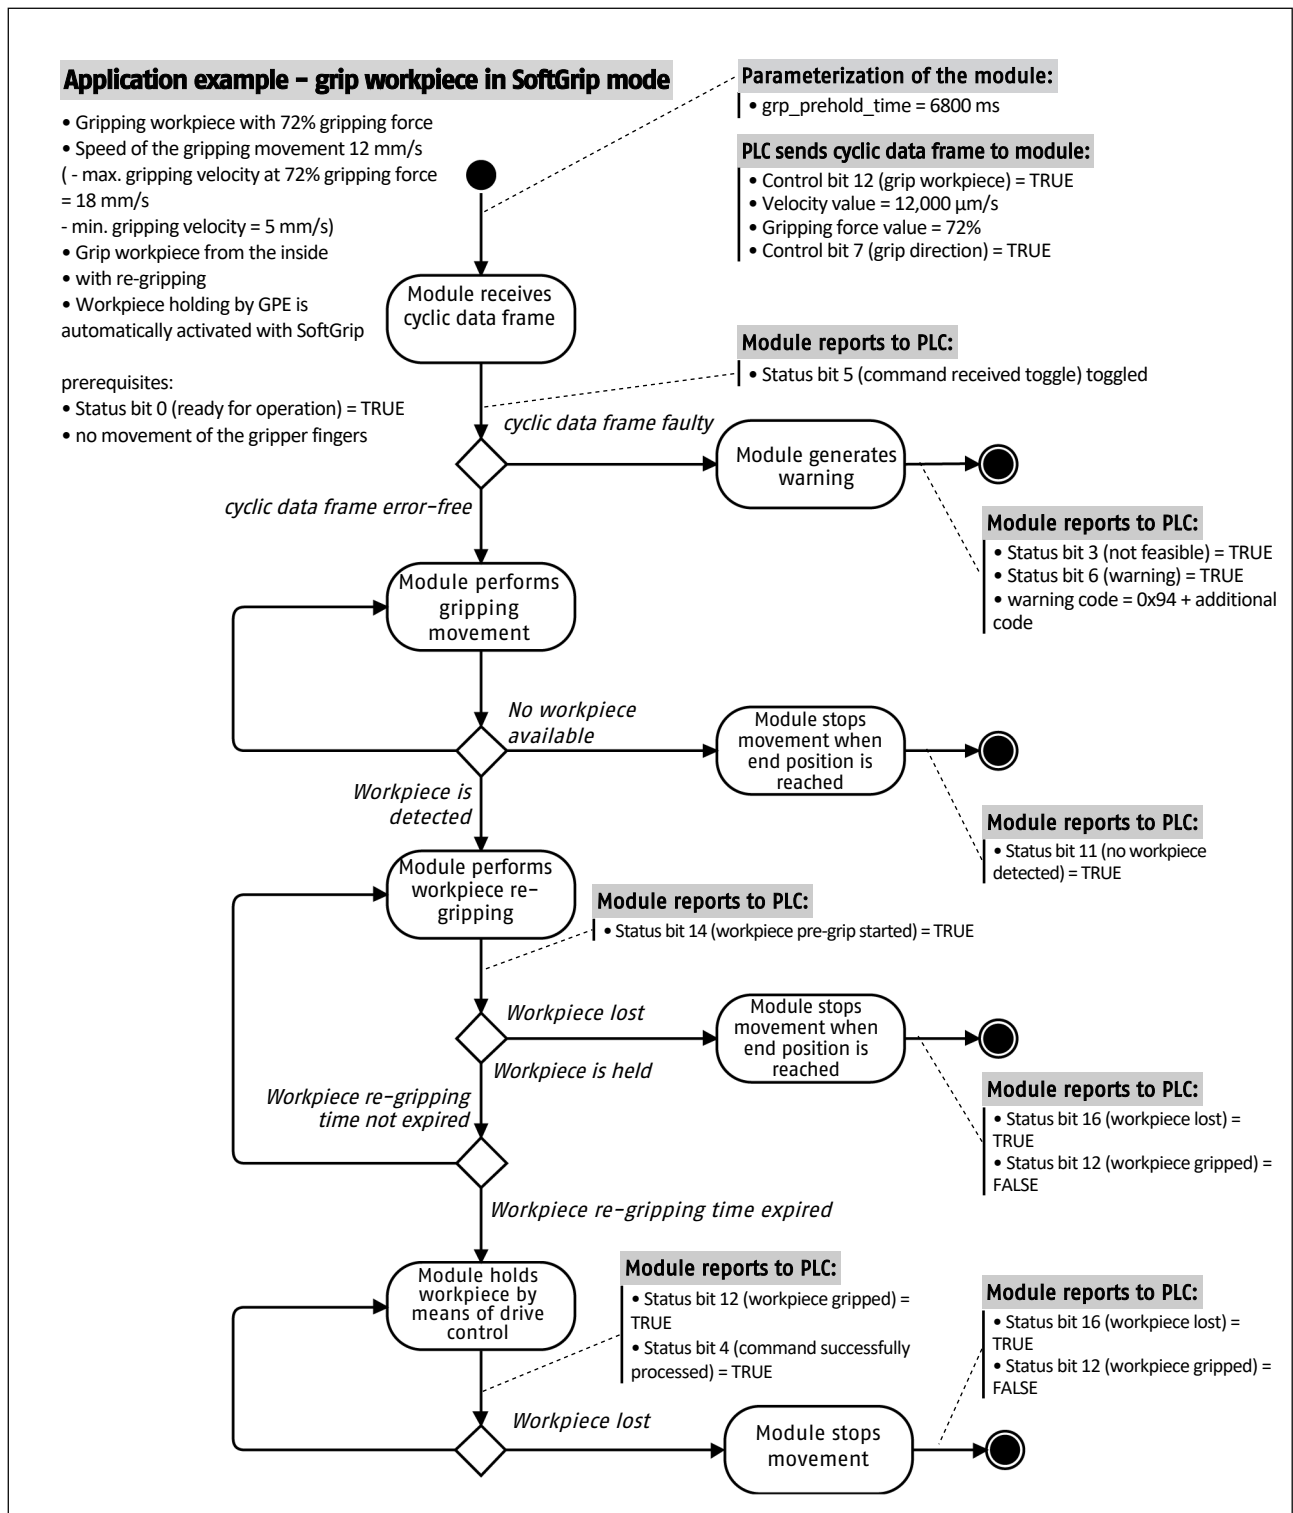 Application example – grip workpiece in SoftGrip mode
• Gripping workpiece with 72% gripping force
• Speed of the gripping movement 12 mm/s
( - max. gripping velocity at 72% gripping force
= 18 mm/s
- min. gripping velocity = 5 mm/s)
• Grip workpiece from the inside
• with re-gripping
• Workpiece holding by GPE is
automatically activated with SoftGrip
prerequisites:
• Status bit 0 (ready for operation) = TRUE
• no movement of the gripper fingers
Parameterization of the module:
• grp_prehold_time = 6800 ms
PLC sends cyclic data frame to module:
• Control bit 12 (grip workpiece) = TRUE
• Velocity value = 12,000 µm/s
• Gripping force value = 72%
• Control bit 7 (grip direction) = TRUE
Module receives
cyclic data frame
Module reports to PLC:
• Status bit 5 (command received toggle) toggled
cyclic data frame faulty
Module generates
warning
cyclic data frame error-free
Module reports to PLC:
• Status bit 3 (not feasible) = TRUE
• Status bit 6 (warning) = TRUE
• warning code = 0x94 + additional
code
Module performs
gripping
movement
No workpiece
available
Module stops
movement when
end position is
reached
Workpiece is
detected
Module reports to PLC:
• Status bit 11 (no workpiece
detected) = TRUE
Module performs
workpiece re-
gripping
Module reports to PLC:
• Status bit 14 (workpiece pre-grip started) = TRUE
Workpiece lost
Module stops
movement when
end position is
reached
Workpiece is held
Workpiece re-gripping
time not expired
Module reports to PLC:
• Status bit 16 (workpiece lost) =
TRUE
• Status bit 12 (workpiece gripped) =
FALSE
Workpiece re-gripping time expired
Module holds
workpiece by
means of drive
control
Module reports to PLC:
• Status bit 12 (workpiece gripped) =
TRUE
• Status bit 4 (command successfully
processed) = TRUE
Module reports to PLC:
• Status bit 16 (workpiece lost) =
TRUE
• Status bit 12 (workpiece gripped) =
FALSE
Workpiece lost
Module stops
movement